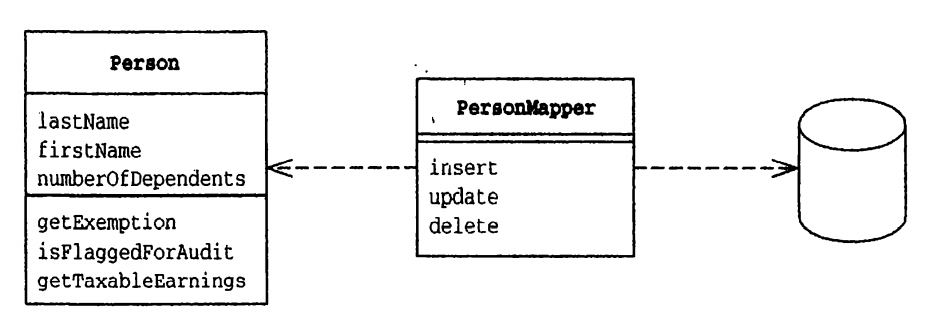 Person
lastName
firstName
numberOfDependents
getExemption
isFlaggedForAudit
getTaxableEarnings
PersonMapper
insert
update
delete